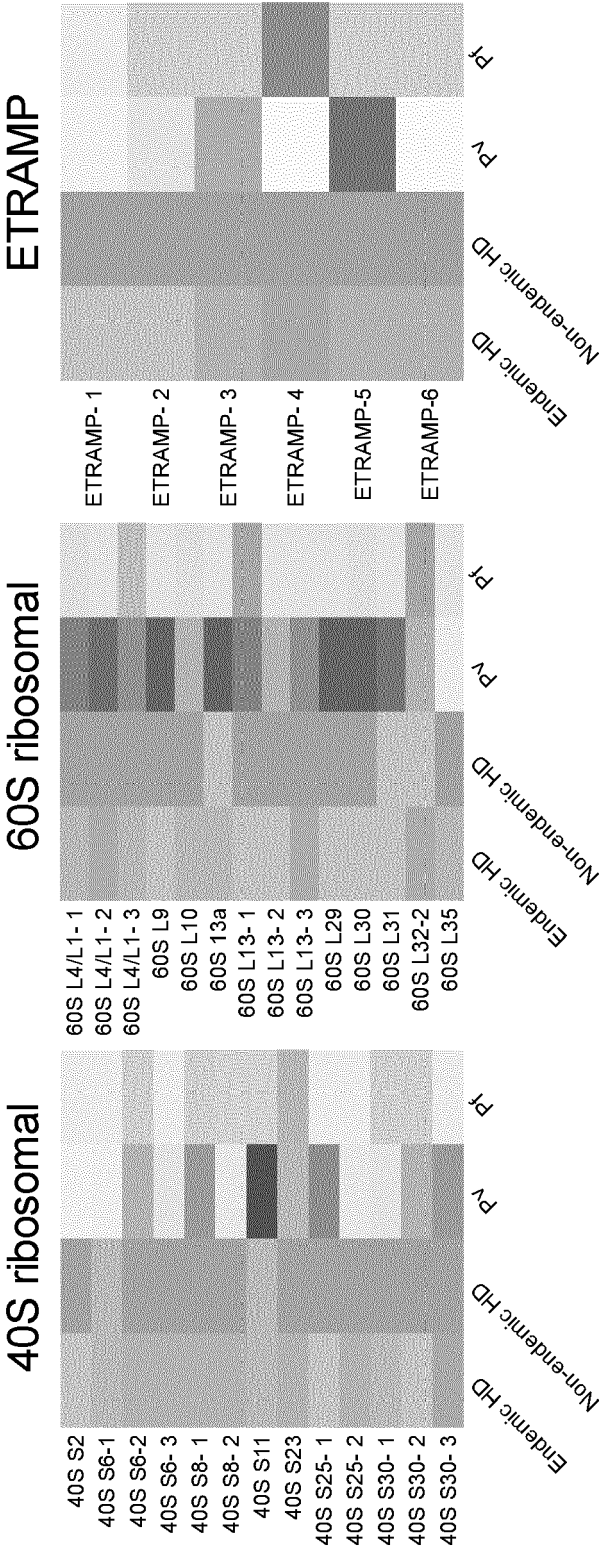 40S ribosomal
40S S2
40S S6-1
40S S6-2
40S S6- 3
40S S8- 1
40S S8- 2
40S S11
40S S23
40S S25- 1
40S S25- 2
40S S30- 1
40S S30- 2
40S S30- 3
Endemic HD
Non-endemic HD
Pv
Pf
60S ribosomal
60S L4/L1- 1
60S L4/L1- 2
60S L4/L1- 3
60S L9
60S L10
60S 13a
60S L13- 1
60S L13- 2
60S L13- 3
60S L29
60S L30
60S L31
60S L32-2
60S L35
Endemic HD
Non-endemic HD
Pv
Pf
ETRAMP
ETRAMP- 1
ETRAMP- 2
ETRAMP- 3
ETRAMP- 4
ETRAMP-5
ETRAMP-6
Endemic HD
Non-endemic HD
Pv
Pf